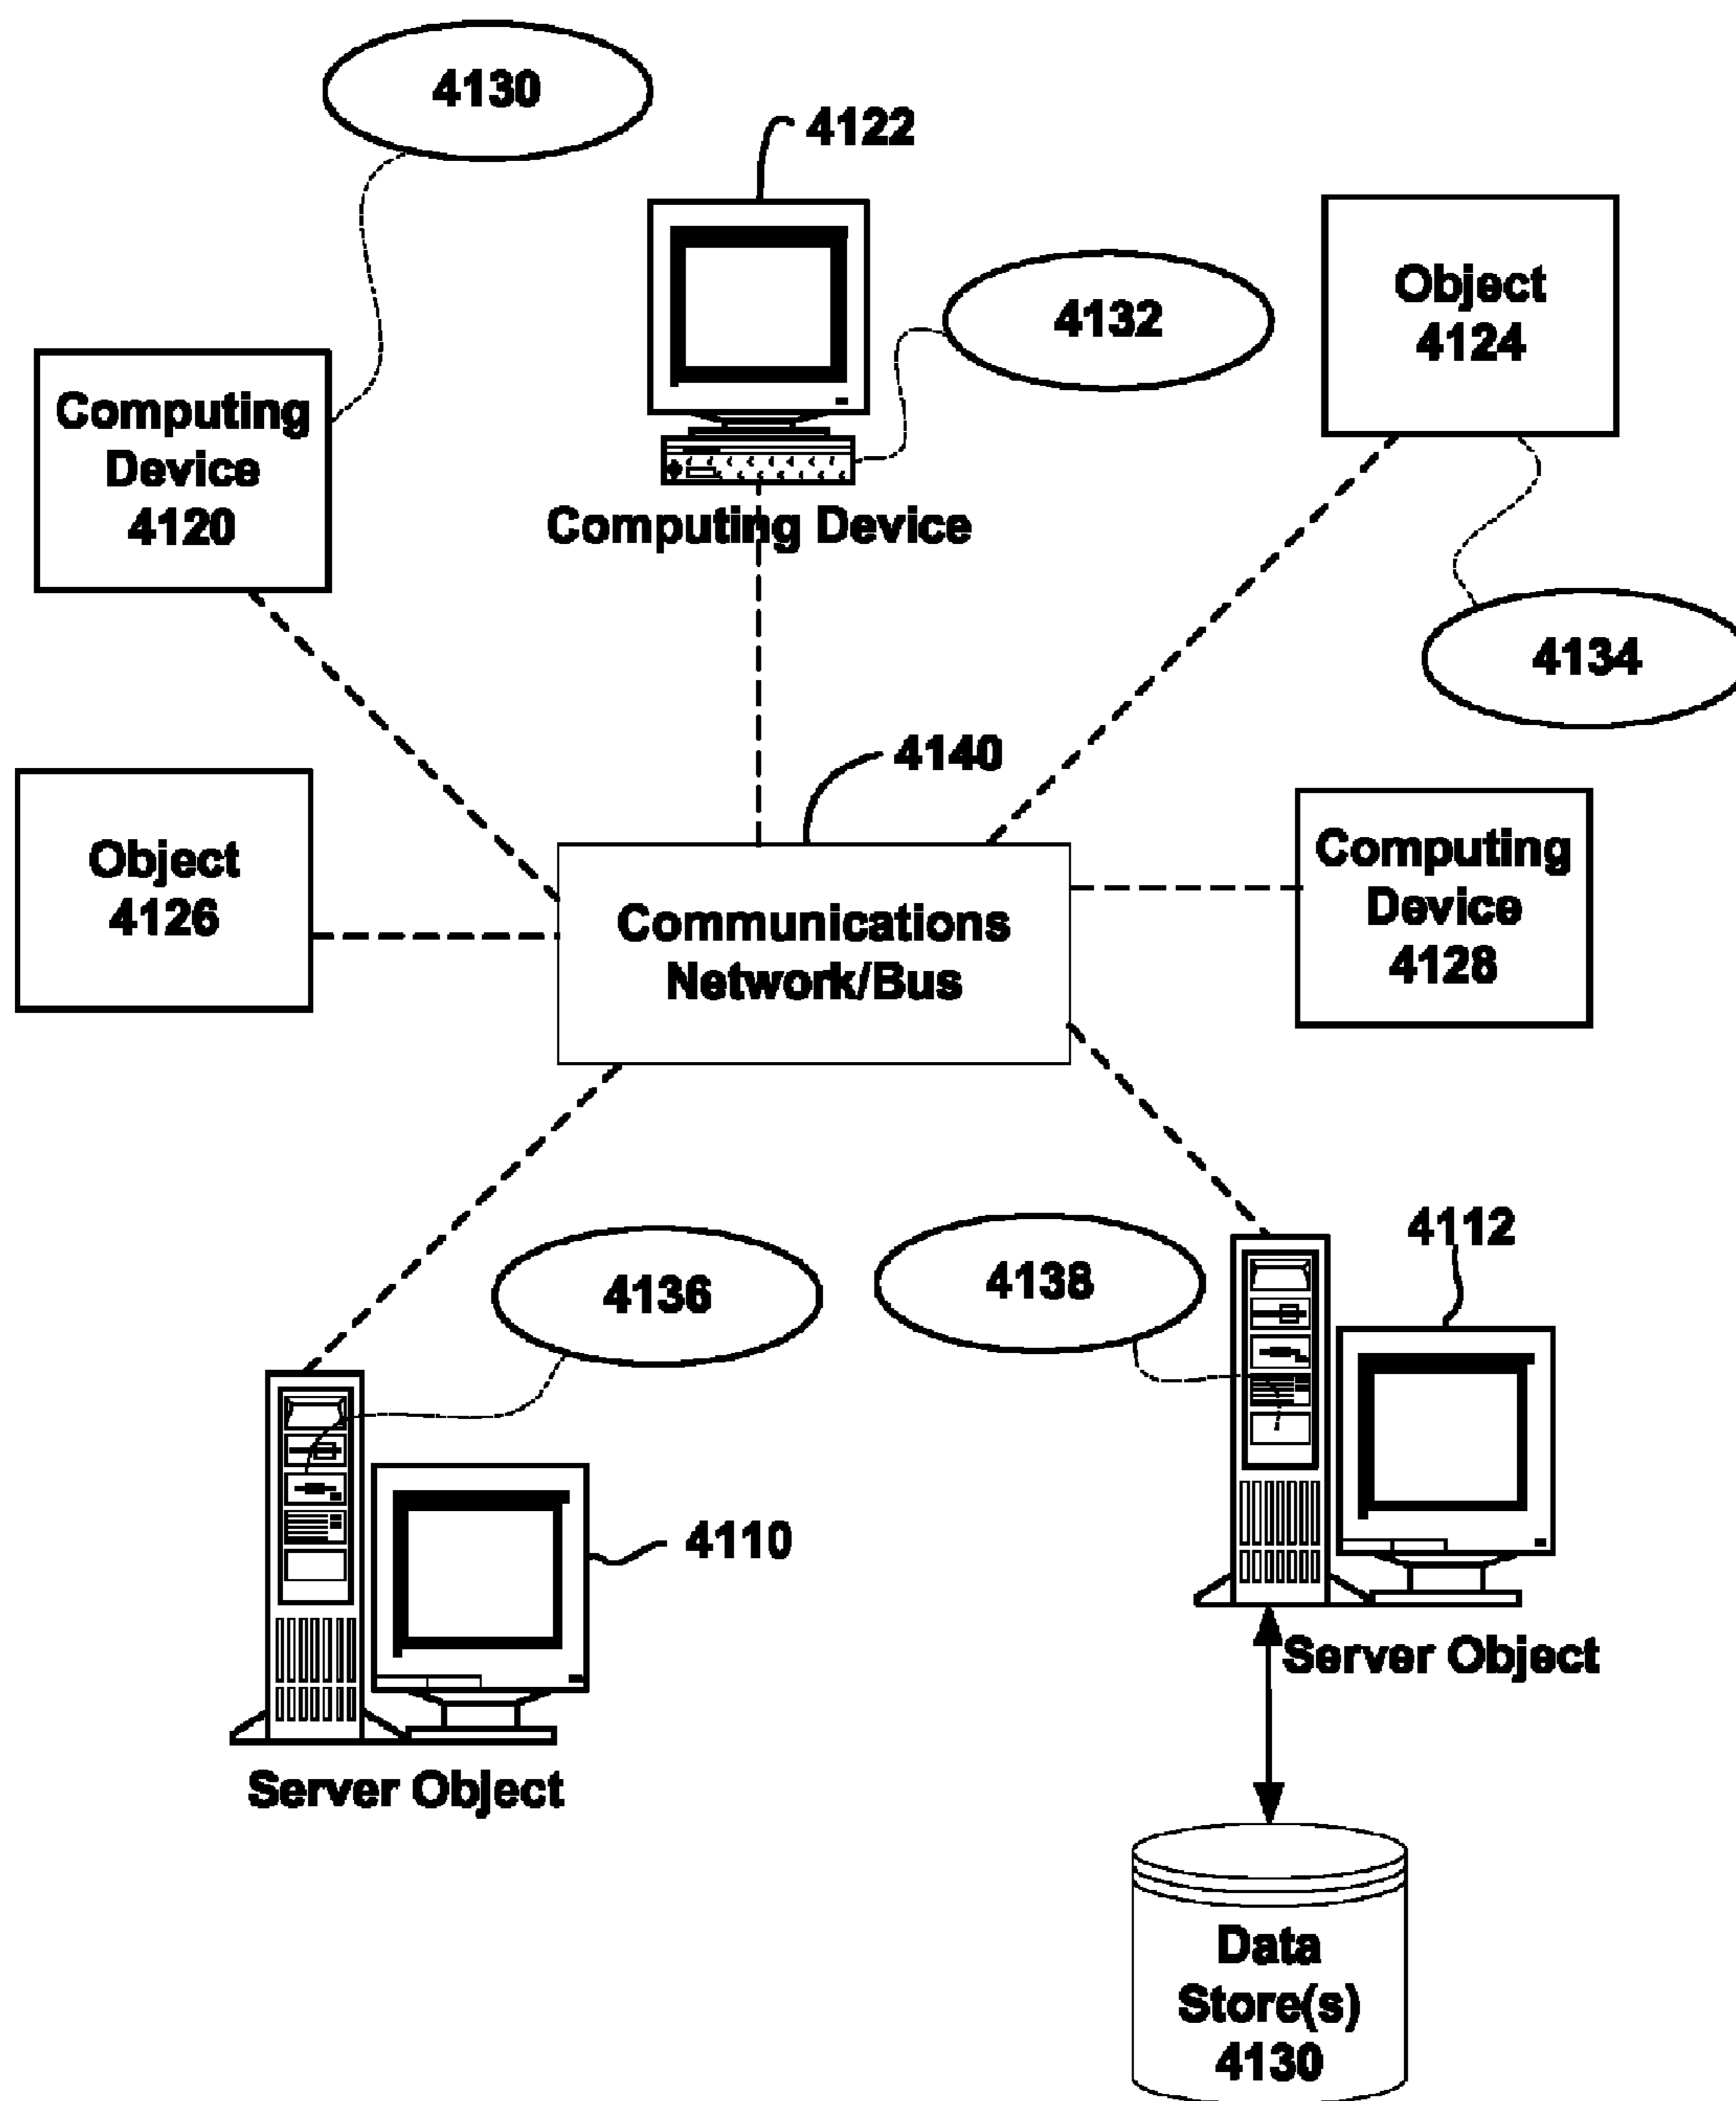 4130
4122
4132
Object
4124
Computing
Device
4120
Computing Device
4134
4140
Object
4126
Communications
Network/Bus
Computing
Device
4128
4136
4138
4112
4110
Server Object
Server Object
Data
Store(s)
4130